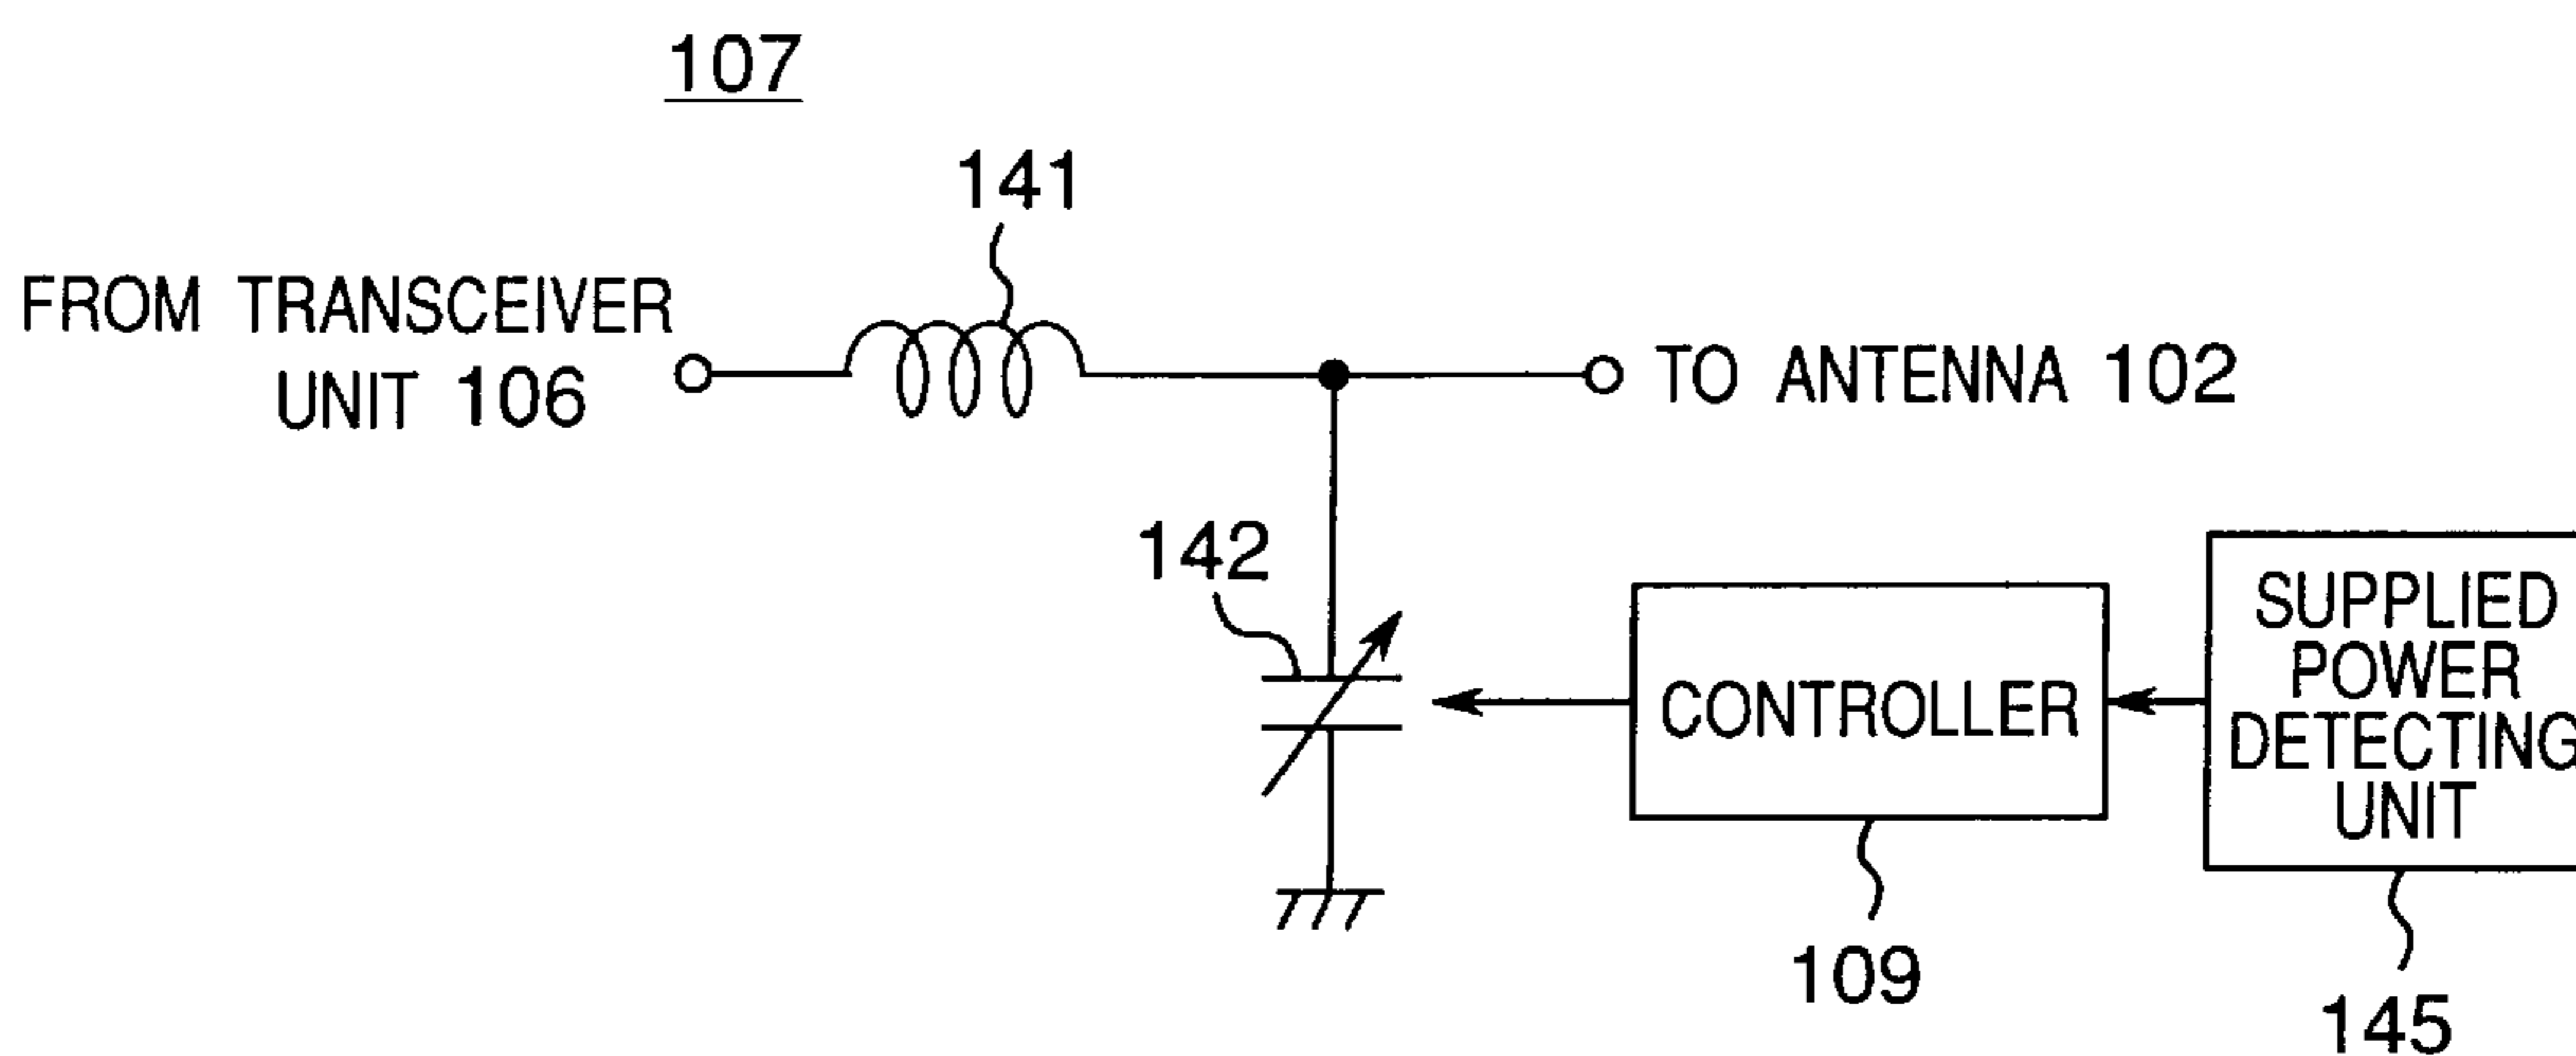 107
141
FROM TRANSCEIVER
UNIT 106
TO ANTENNA 102
142
CONTROLLER
SUPPLIED
POWER
DETECTING
UNIT
109
145